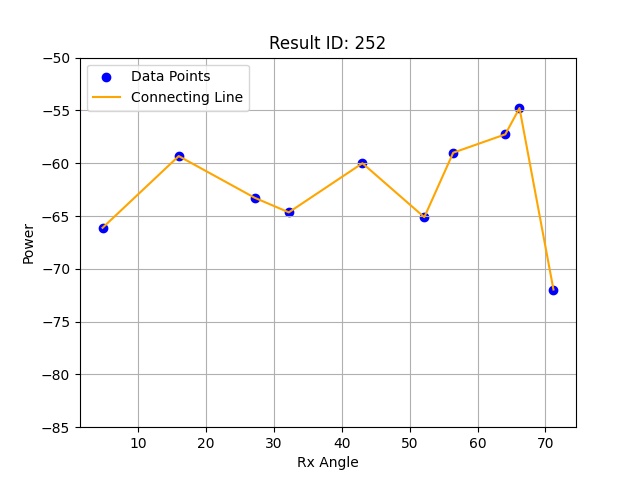 Result ID: 252
Data Points
Connecting Line
Power
−50
−55
−60
−65
−70
−75
−80
−85
10 20 30 40 50 60 70
Rx Angle